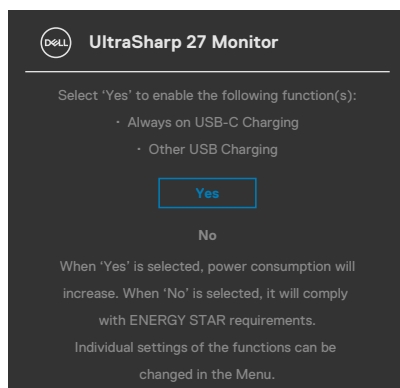 DELL UltraSharp 27 Monitor
Select ‘Yes’ to enable the following function(s):
· Always on USB-C Charging
· Other USB Charging
Yes
No
When ‘Yes’ is selected, power consumption will
increase. When ‘No’ is selected, it will comply
with ENERGY STAR requirements.
Individual settings of the functions can be
changed in the Menu.